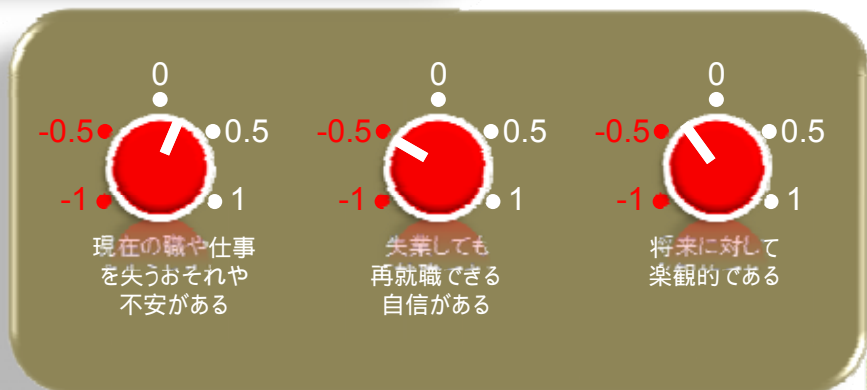 0
-0.5
0.5
-1
1
現在の職や仕事
を失うおそれや
不安がある
0
-0.5
0.5
-1
1
失業しても
再就職できる
自信がある
0
-0.5
0.5
-1
1
将来に対して
楽観的である